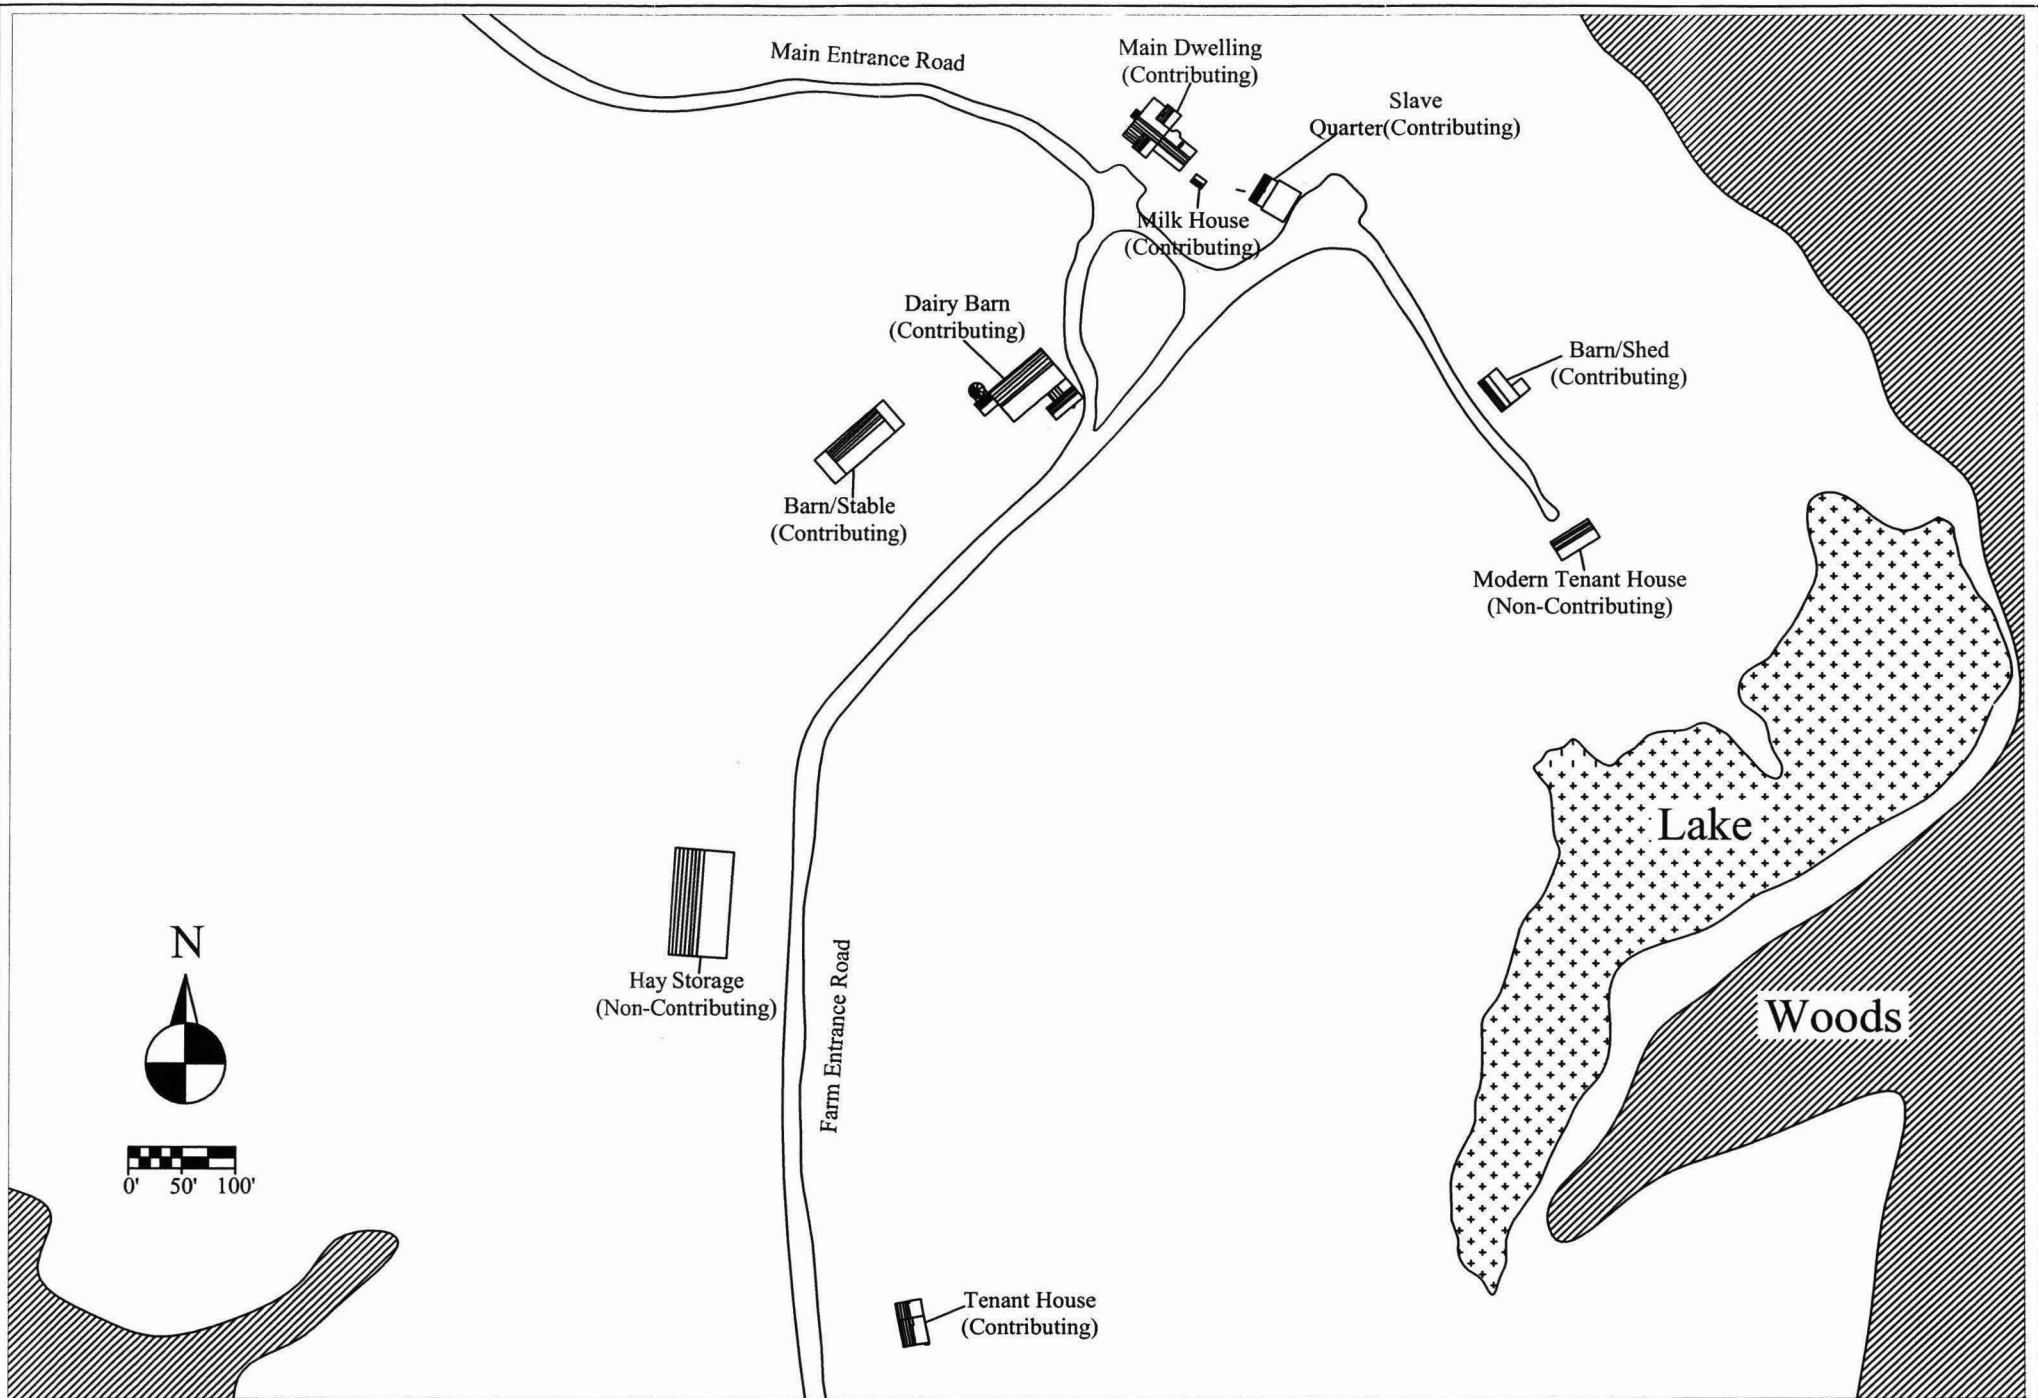 Main Entrance Road
Main Dwelling
(Contributing)
Slave
Quarter(Contributing)
Milk House
(Contributing)
Dairy Barn
(Contributing)
Barn/Shed
(Contributing)
Barn/Stable
(Contributing)
Modern Tenant House
(Non-Contributing)
Lake
N
Hay Storage
(Non-Contributing)
Farm Entrance Road
Woods
0' 50' 100'
Tenant House
(Contributing)